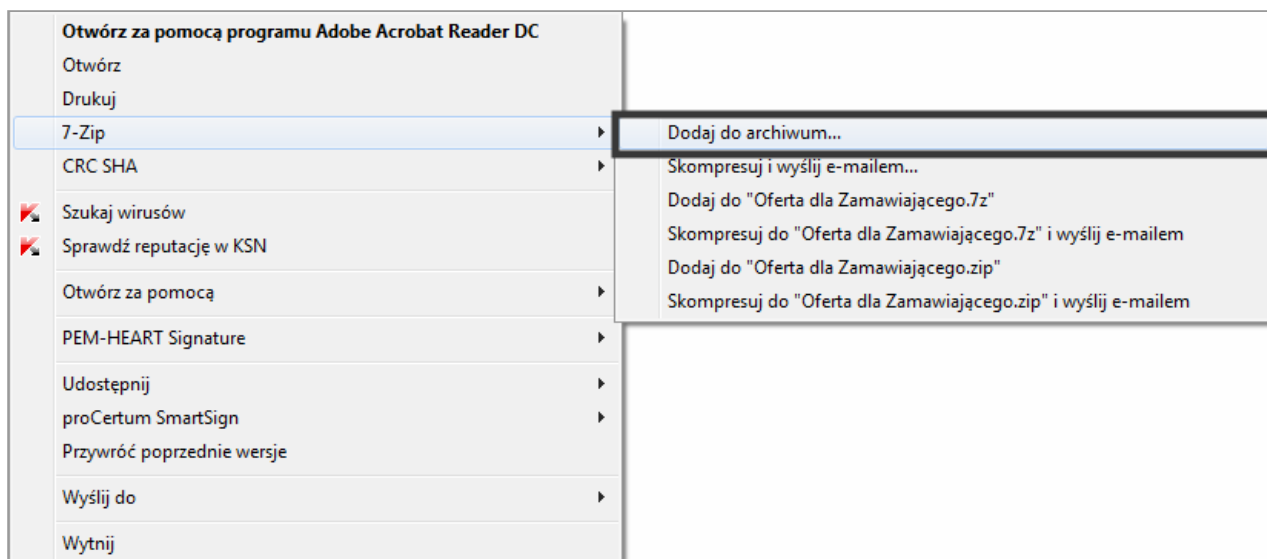 Otwórz za pomocą programu Adobe Acrobat Reader DC
Otwórz
Drukuj
7-Zip
CRC SHA
Szukaj wirusów
Sprawdź reputację w KSN
Otwórz za pomocą
PEM-HEART Signature
Udostępnij
proCertum SmartSign
Przywróć poprzednie wersje
Wyślij do
Wytnij
Dodaj do archiwum...
Skompresuj i wyślij e-mailem...
Dodaj do "Oferta dla Zamawiającego.7z"
Skompresuj do "Oferta dla Zamawiającego.7z" i wyślij e-mailem
Dodaj do "Oferta dla Zamawiającego.zip"
Skompresuj do "Oferta dla Zamawiającego.zip" i wyślij e-mailem